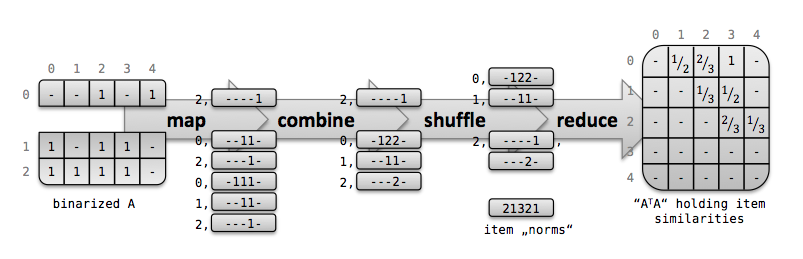 0 1 2 3 4
0 - - 1 - 1
1 1 - 1 1 -
2 1 1 1 1 -
binarized A
map
2, ----1
0, --11-
2, ---1-
0, -111-
1, --11-
2, ---1-
combine
2, ----1
0, -122-
1, --11-
2, ---2-
shuffle
0, -122-
1, --11-
2, ----1 ,
---2-
21321
item „norms“
reduce
0 1 2 3 4
0 - 1/2 2/3 1 -
1 - - 1/3 1/2 -
2 - - - 2/3 1/3
3 - - - - -
4 - - - - -
“AᵀA“ holding item
similarities